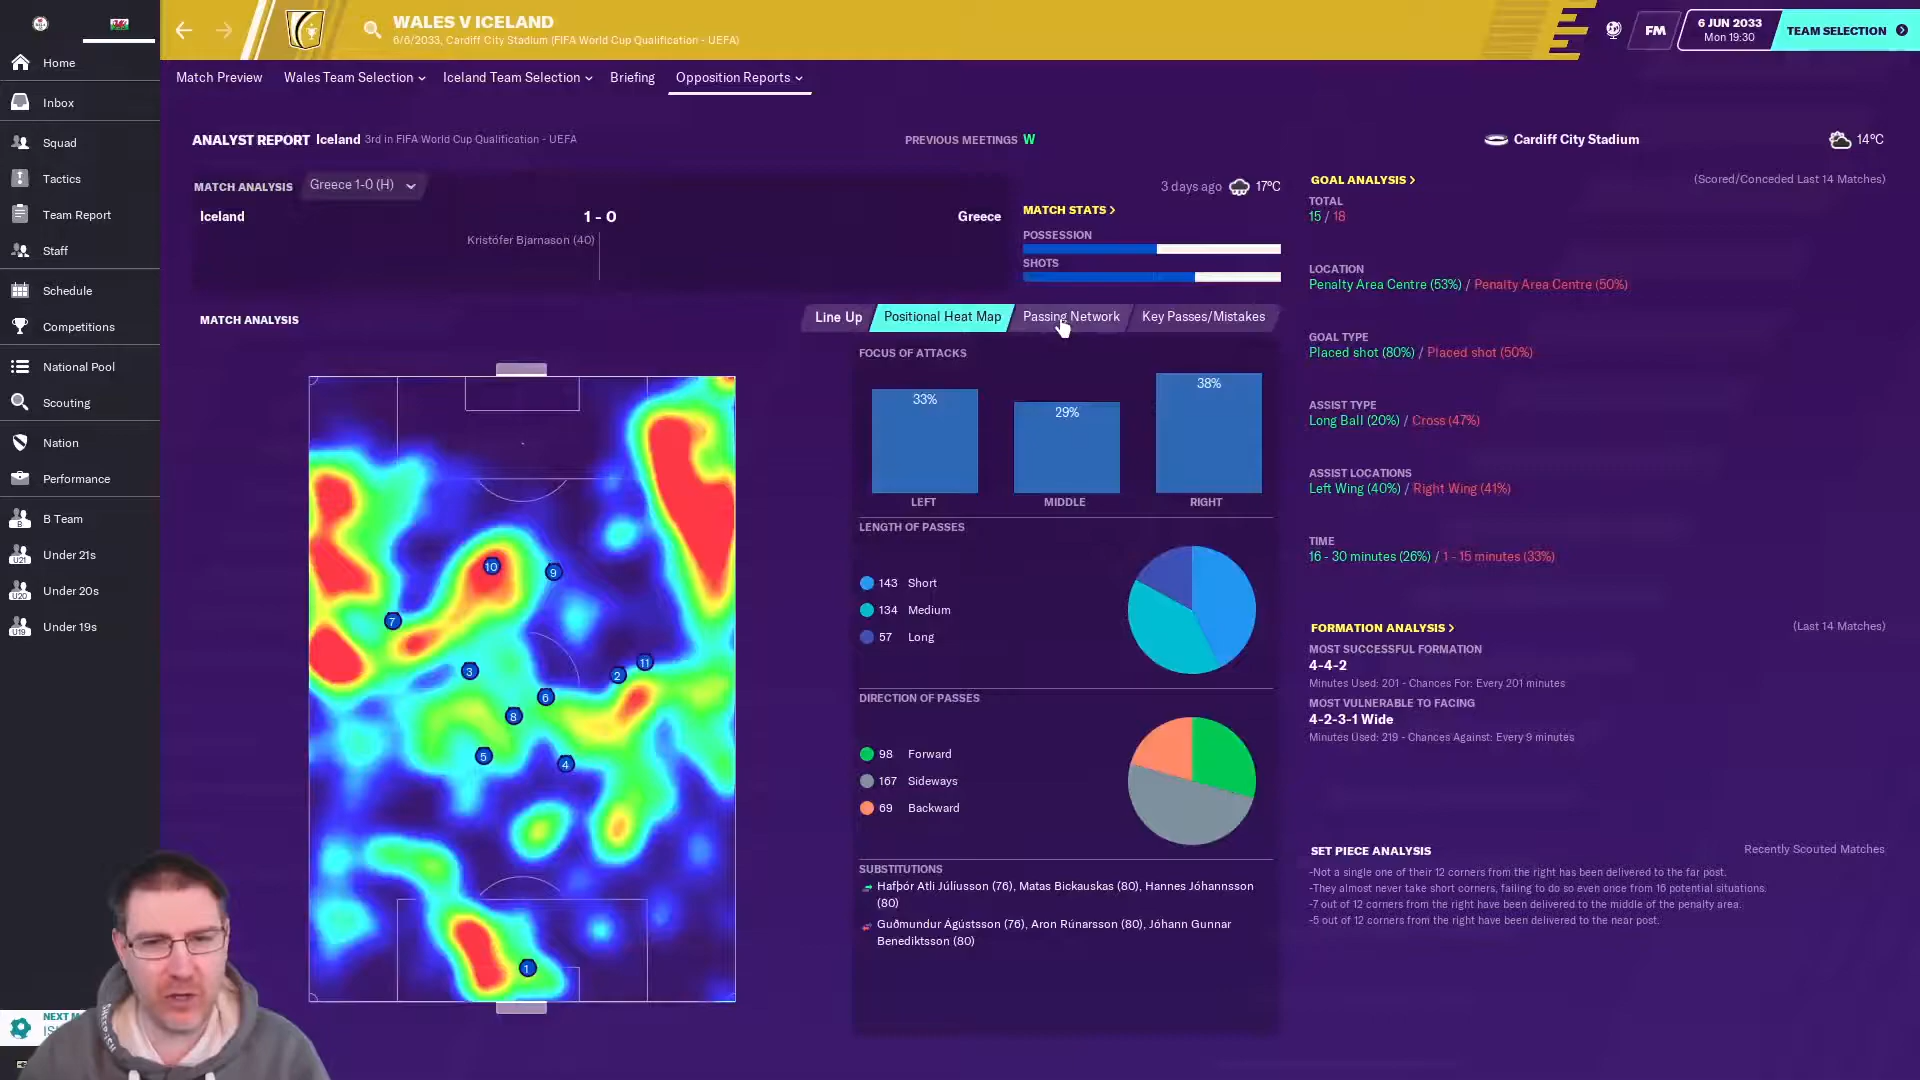 WALES V ICELAND
6/6/2033, Cardiff City Stadium (FIFA World Cup Qualification - UEFA)
FM
6 JUN 2033
Mon 19:30
TEAM SELECTION
Home
Inbox
Squad
Tactics
Team Report
Staff
Schedule
Competitions
National Pool
Scouting
Nation
Performance
B
B Team
U21
Under 21s
U20
Under 20s
U19
Under 19s
Match Preview
Wales Team Selection
Iceland Team Selection
Briefing
Opposition Reports
ANALYST REPORT Iceland 3rd in FIFA World Cup Qualification - UEFA
PREVIOUS MEETINGS W
Cardiff City Stadium
14°C
MATCH ANALYSIS Greece 1-0 (H)
3 days ago 17°C
Iceland 1 - 0 Greece
Kristófer Bjarnason (40)
MATCH STATS >
POSSESSION
SHOTS
MATCH ANALYSIS
Line Up
Positional Heat Map
Passing Network
Key Passes/Mistakes
10
9
7
3
11
2
6
8
5
4
1
FOCUS OF ATTACKS
33%
29%
38%
LEFT
MIDDLE
RIGHT
LENGTH OF PASSES
143 Short
134 Medium
57 Long
DIRECTION OF PASSES
98 Forward
167 Sideways
69 Backward
SUBSTITUTIONS
Hafþór Atli Júlíusson (76), Matas Bickauskas (80), Hannes Jóhannsson
(80)
Guðmundur Ágústsson (76), Aron Rúnarsson (80), Jóhann Gunnar
Benediktsson (80)
GOAL ANALYSIS >
(Scored/Conceded Last 14 Matches)
TOTAL
15 / 18
LOCATION
Penalty Area Centre (53%) / Penalty Area Centre (50%)
GOAL TYPE
Placed shot (80%) / Placed shot (50%)
ASSIST TYPE
Long Ball (20%) / Cross (47%)
ASSIST LOCATIONS
Left Wing (40%) / Right Wing (41%)
TIME
16 - 30 minutes (26%) / 1 - 15 minutes (33%)
FORMATION ANALYSIS >
(Last 14 Matches)
MOST SUCCESSFUL FORMATION
4-4-2
Minutes Used: 201 - Chances For: Every 201 minutes
MOST VULNERABLE TO FACING
4-2-3-1 Wide
Minutes Used: 219 - Chances Against: Every 9 minutes
SET PIECE ANALYSIS
Recently Scouted Matches
-Not a single one of their 12 corners from the right has been delivered to the far post.
-They almost never take short corners, failing to do so even once from 16 potential situations.
-7 out of 12 corners from the right have been delivered to the middle of the penalty area.
-5 out of 12 corners from the right have been delivered to the near post.
NEXT